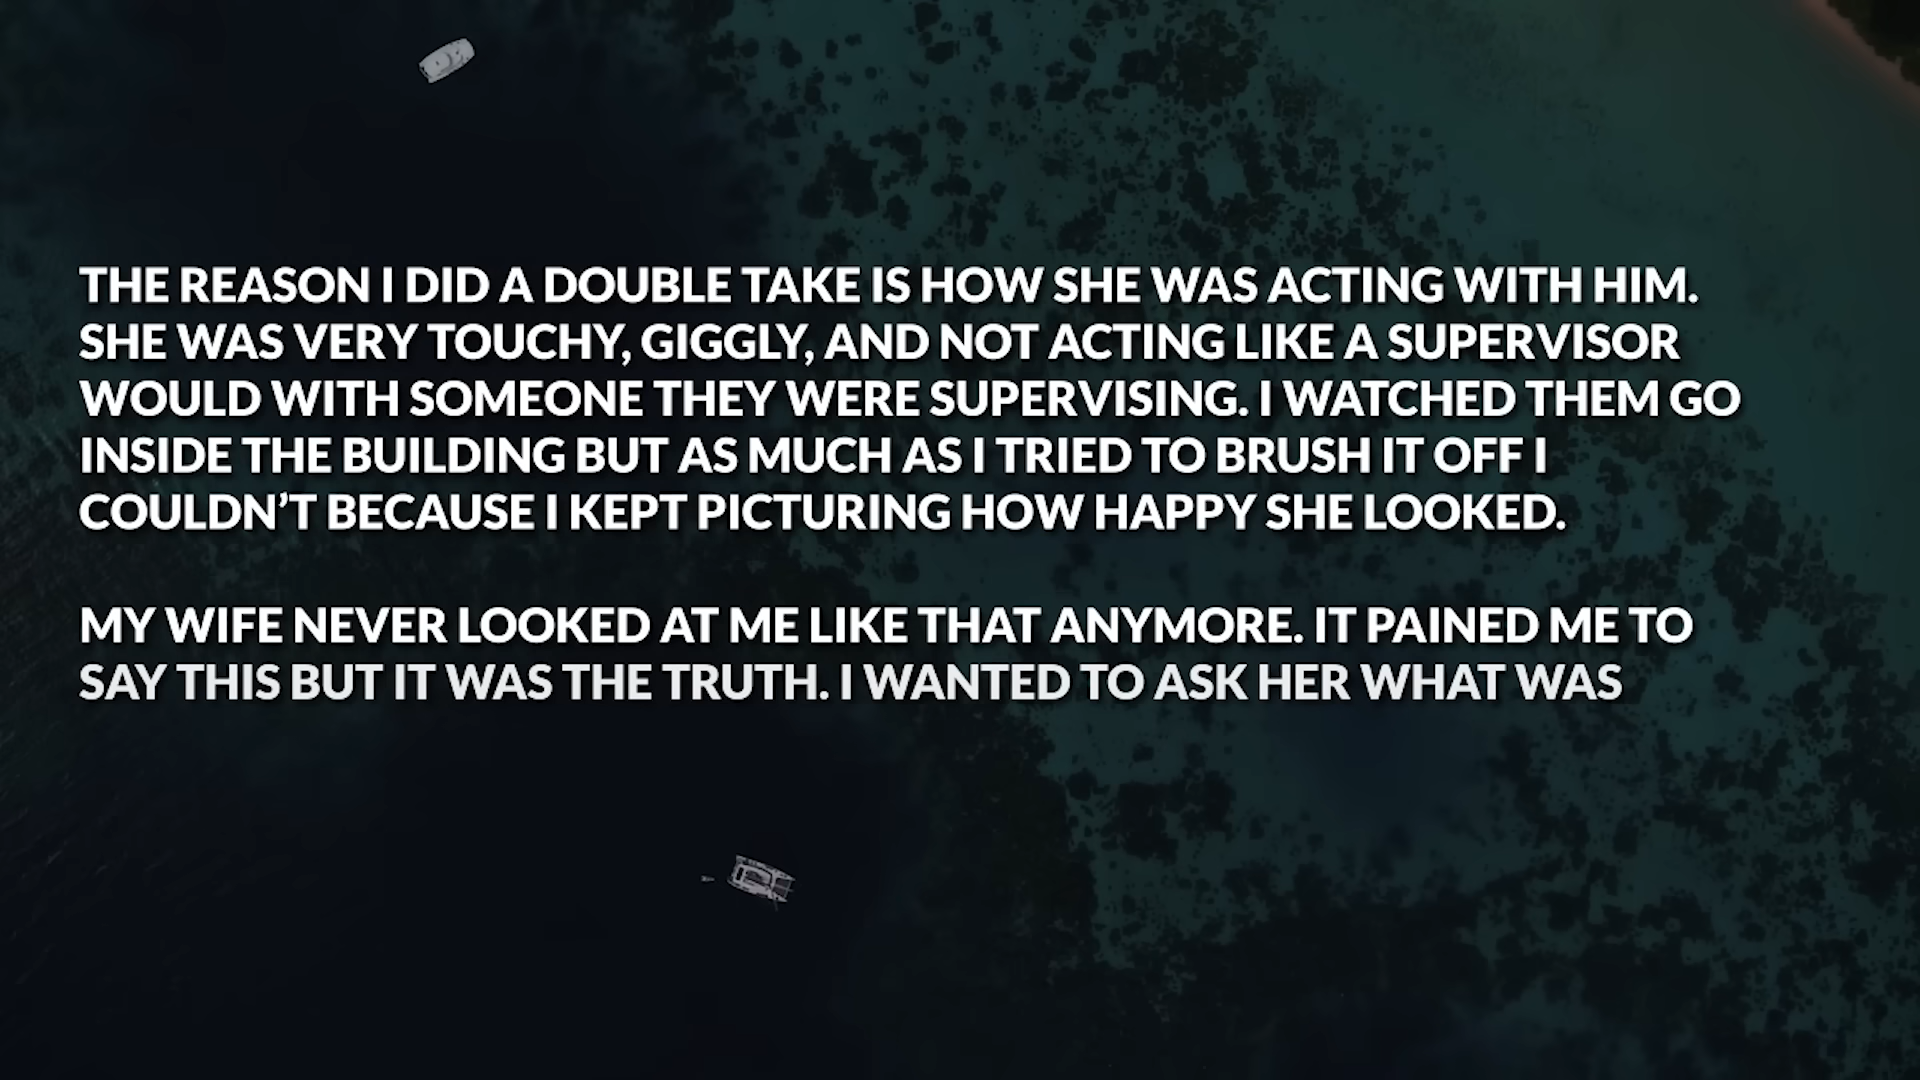 THE REASON I DID A DOUBLE TAKE IS HOW SHE WAS ACTING WITH HIM.
SHE WAS VERY TOUCHY, GIGGLY, AND NOT ACTING LIKE A SUPERVISOR
WOULD WITH SOMEONE THEY WERE SUPERVISING. I WATCHED THEM GO
INSIDE THE BUILDING BUT AS MUCH AS I TRIED TO BRUSH IT OFF I
COULDN’T BECAUSE I KEPT PICTURING HOW HAPPY SHE LOOKED.
MY WIFE NEVER LOOKED AT ME LIKE THAT ANYMORE. IT PAINED ME TO
SAY THIS BUT IT WAS THE TRUTH. I WANTED TO ASK HER WHAT WAS